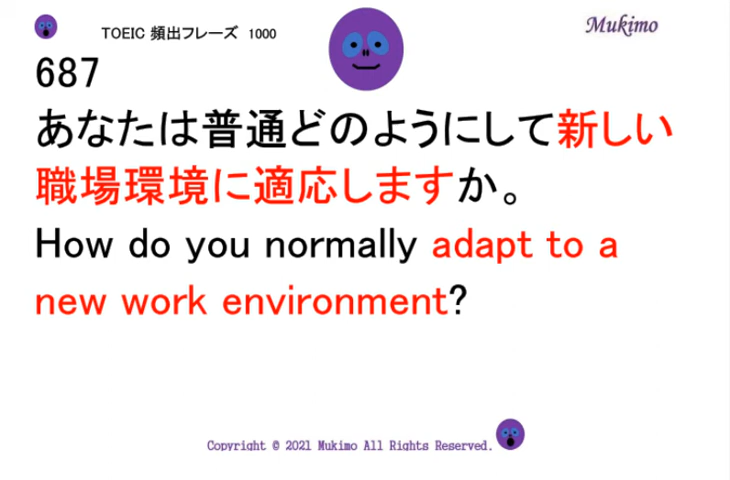 TOEIC 頻出フレーズ 1000
Mukimo
687
あなたは普通どのようにして新しい
職場環境に適応しますか。
How do you normally adapt to a
new work environment?
Copyright © 2021 Mukimo All Rights Reserved.